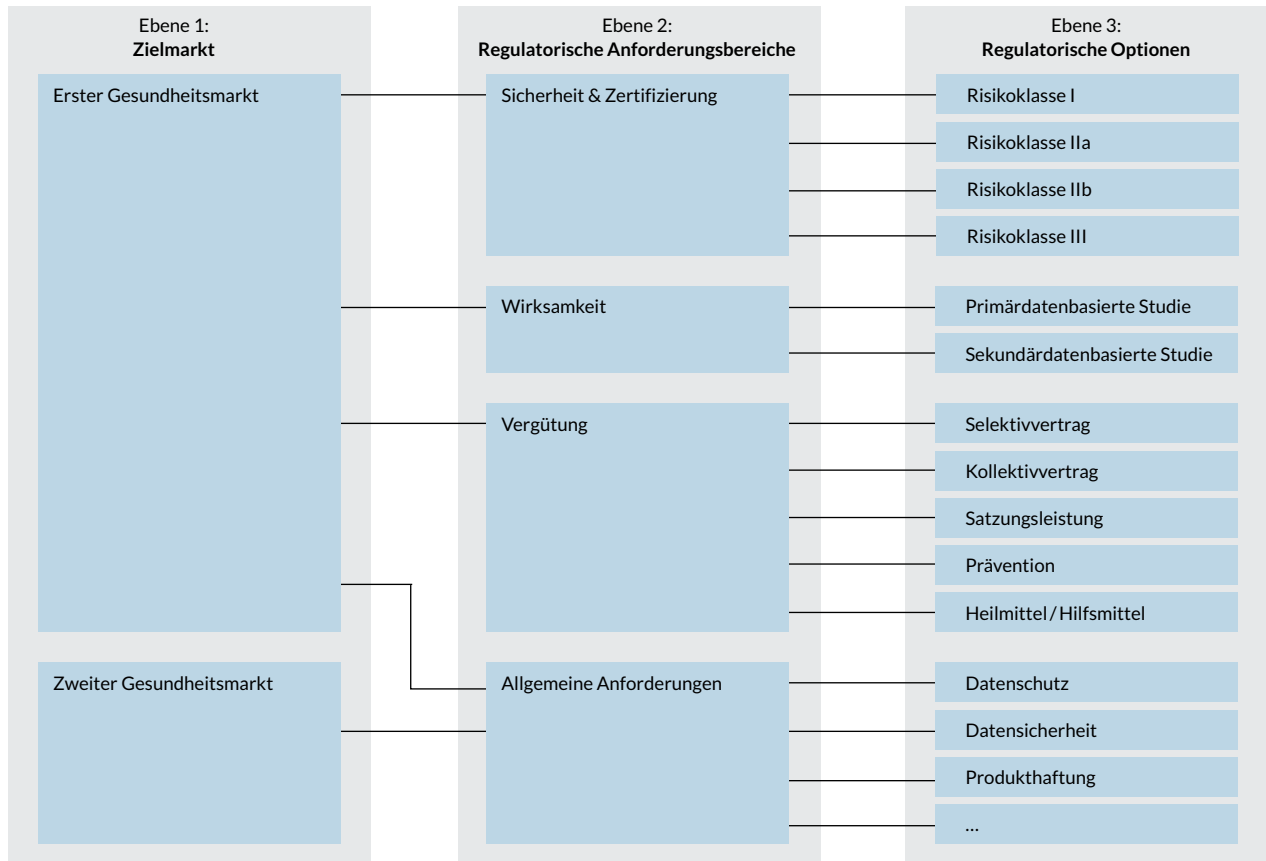 Ebene 1:
Zielmarkt
Erster Gesundheitsmarkt
Zweiter Gesundheitsmarkt
Ebene 2:
Regulatorische Anforderungsbereiche
Sicherheit & Zertifizierung
Wirksamkeit
Vergütung
Allgemeine Anforderungen
Ebene 3:
Regulatorische Optionen
Risikoklasse I
Risikoklasse IIa
Risikoklasse IIb
Risikoklasse III
Primärdatenbasierte Studie
Sekundärdatenbasierte Studie
Selektivvertrag
Kollektivvertrag
Satzungsleistung
Prävention
Heilmittel / Hilfsmittel
Datenschutz
Datensicherheit
Produkthaftung
...